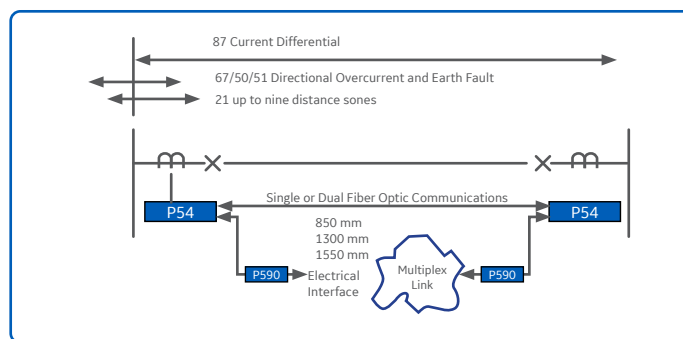 87 Current Differential
67/50/51 Directional Overcurrent and Earth Fault
21 up to nine distance sones
Single or Dual Fiber Optic Communications
P54
P54
850 mm
1300 mm
1550 mm
P590
Electrical
Interface
Multiplex
Link
P590